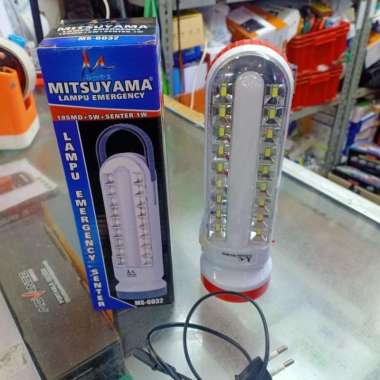 MITSUYAMA®
LAMPU EMERGENCY
MS-6032
18SMD+5W+SENTER 1W
LAMPU EMERGENCY SENTER
MS-6032